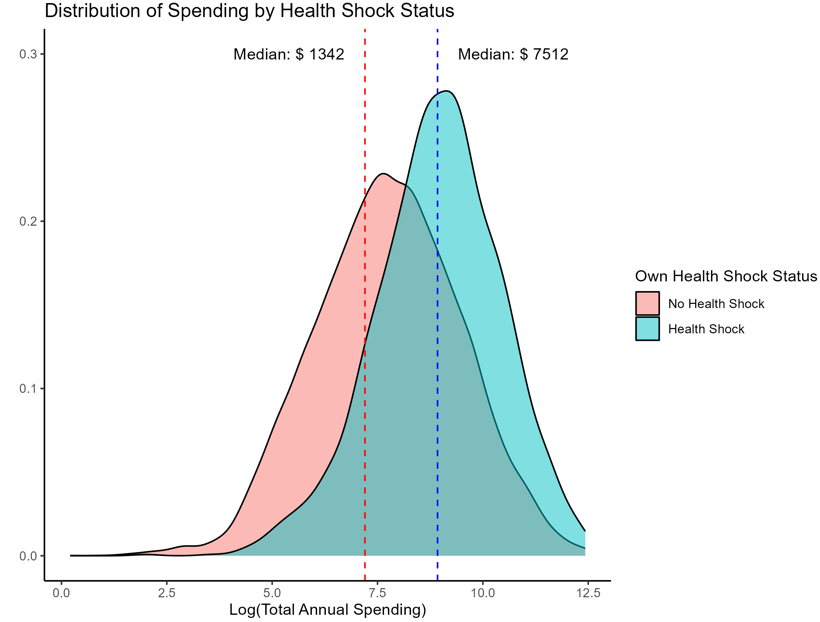 Distribution of Spending by Health Shock Status
Median: $ 1342
Median: $ 7512
0.3
0.2
0.1
0.0
0.0
2.5
5.0
7.5
10.0
12.5
Log(Total Annual Spending)
Own Health Shock Status
No Health Shock
Health Shock